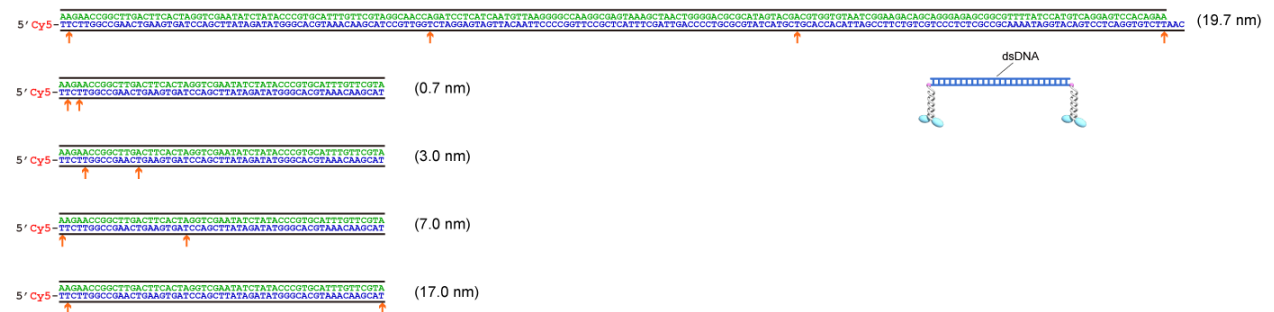 AAGAACCGGCTTGACTTCACTAGGTCGAATATCTATACCCGTGCATTTGTTCGTAGGCAACCAGATCCTCATCAATGTTAAGGGGCCAAGGCGAGTAAAGCTAACTGGGGACGCGCATAGTACGACGTGGTGTAATCGGAAGACAGCAGGGAGAGCGGCGTTTTATCCATGTCAGGAGTCCACAGAA
5′Cy5-TTCTTGGCCGAACTGAAGTGATCCAGCTTATAGATATGGGCACGTAAACAAGCATCCGTTGGTCTAGGAGTAGTTACAATTCCCCGGTTCCGCTCATTTCGATTGACCCCTGCGCGTATCATGCTGCACCACATTAGCCTTCTGTCGTCCCTCTCGCCGCAAAATAGGTACAGTCCTCAGGTGTCTTAAC (19.7 nm)
dsDNA
AAGAACCGGCTTGACTTCACTAGGTCGAATATCTATACCCGTGCATTTGTTCGTA
5′Cy5-TTCTTGGCCGAACTGAAGTGATCCAGCTTATAGATATGGGCACGTAAACAAGCAT (0.7 nm)
AAGAACCGGCTTGACTTCACTAGGTCGAATATCTATACCCGTGCATTTGTTCGTA
5′Cy5-TTCTTGGCCGAACTGAAGTGATCCAGCTTATAGATATGGGCACGTAAACAAGCAT (3.0 nm)
AAGAACCGGCTTGACTTCACTAGGTCGAATATCTATACCCGTGCATTTGTTCGTA
5′Cy5-TTCTTGGCCGAACTGAAGTGATCCAGCTTATAGATATGGGCACGTAAACAAGCAT (7.0 nm)
AAGAACCGGCTTGACTTCACTAGGTCGAATATCTATACCCGTGCATTTGTTCGTA
5′Cy5-TTCTTGGCCGAACTGAAGTGATCCAGCTTATAGATATGGGCACGTAAACAAGCAT (17.0 nm)